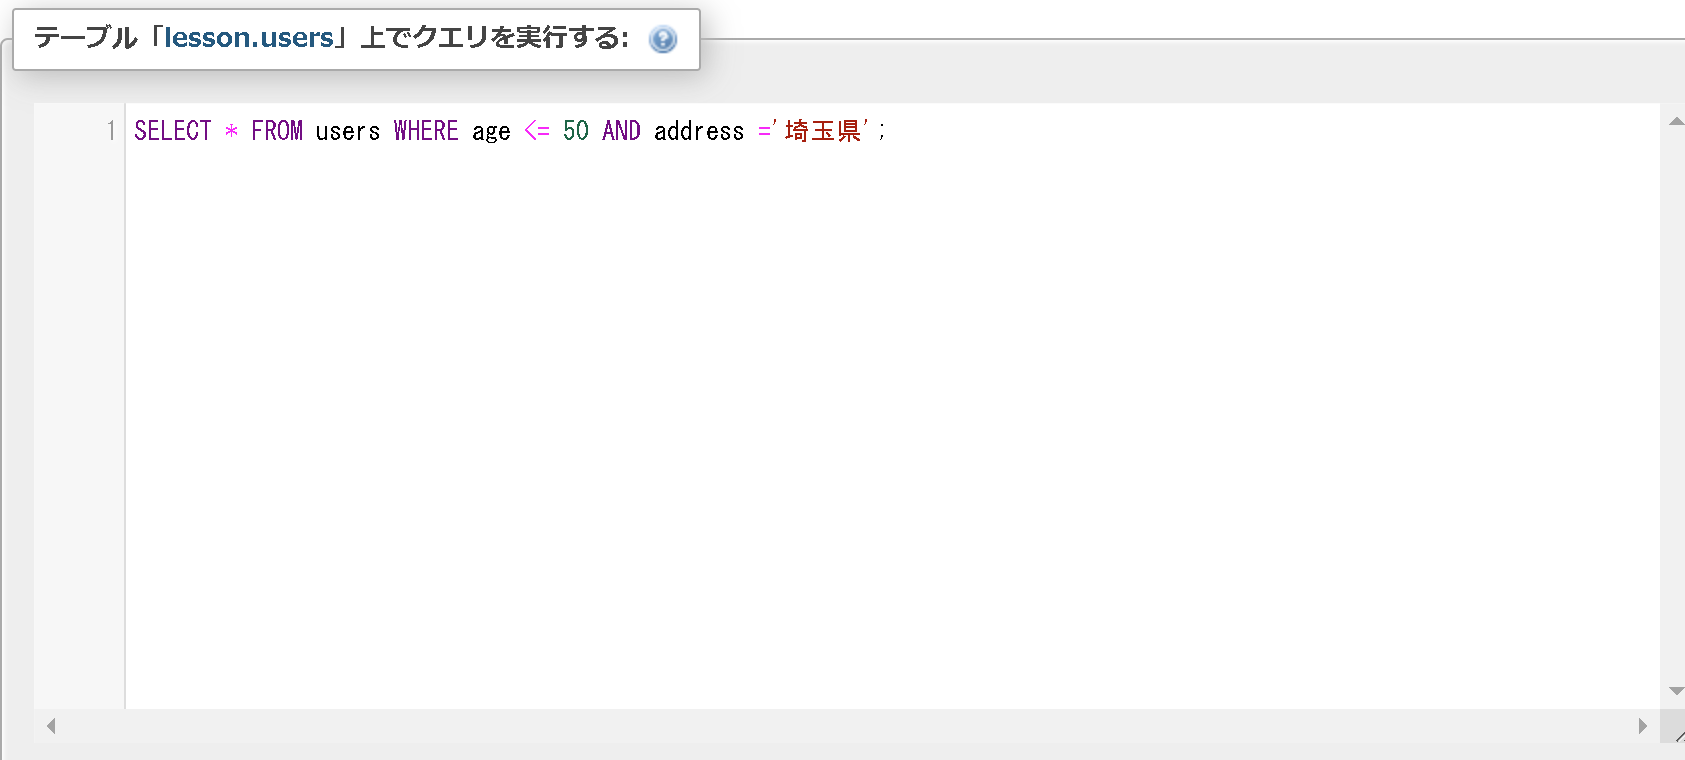 テーブル「lesson.users」上でクエリを実行する:
1 SELECT * FROM users WHERE age <= 50 AND address ='埼玉県';